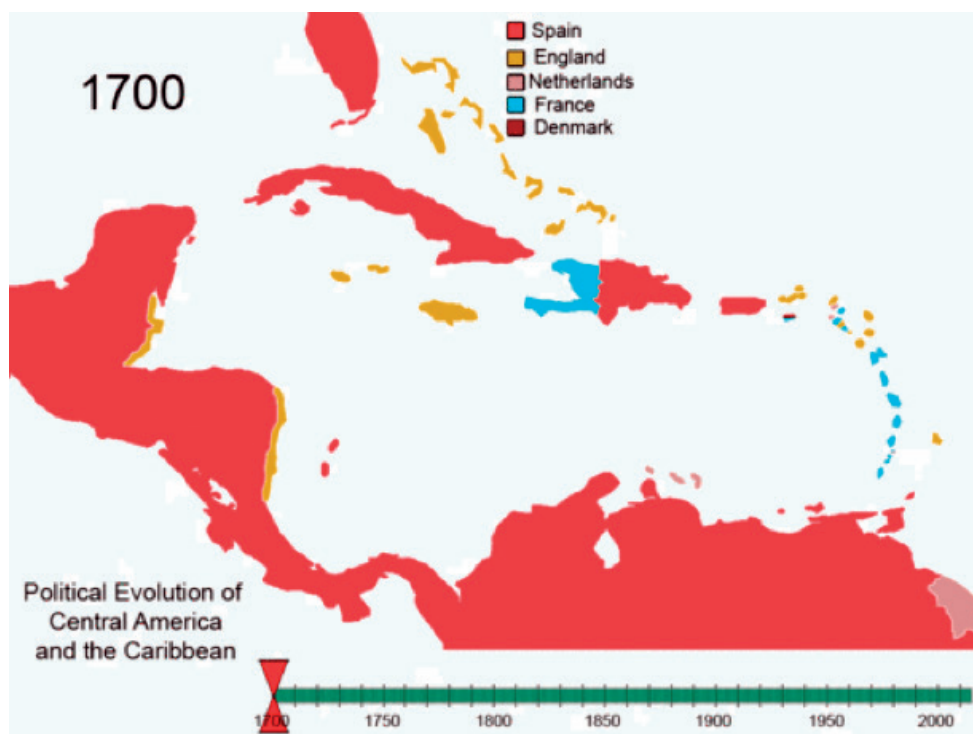 1700
Spain
England
Netherlands
France
Denmark
Political Evolution of
Central America
and the Caribbean
1700 1750 1800 1850 1900 1950 2000